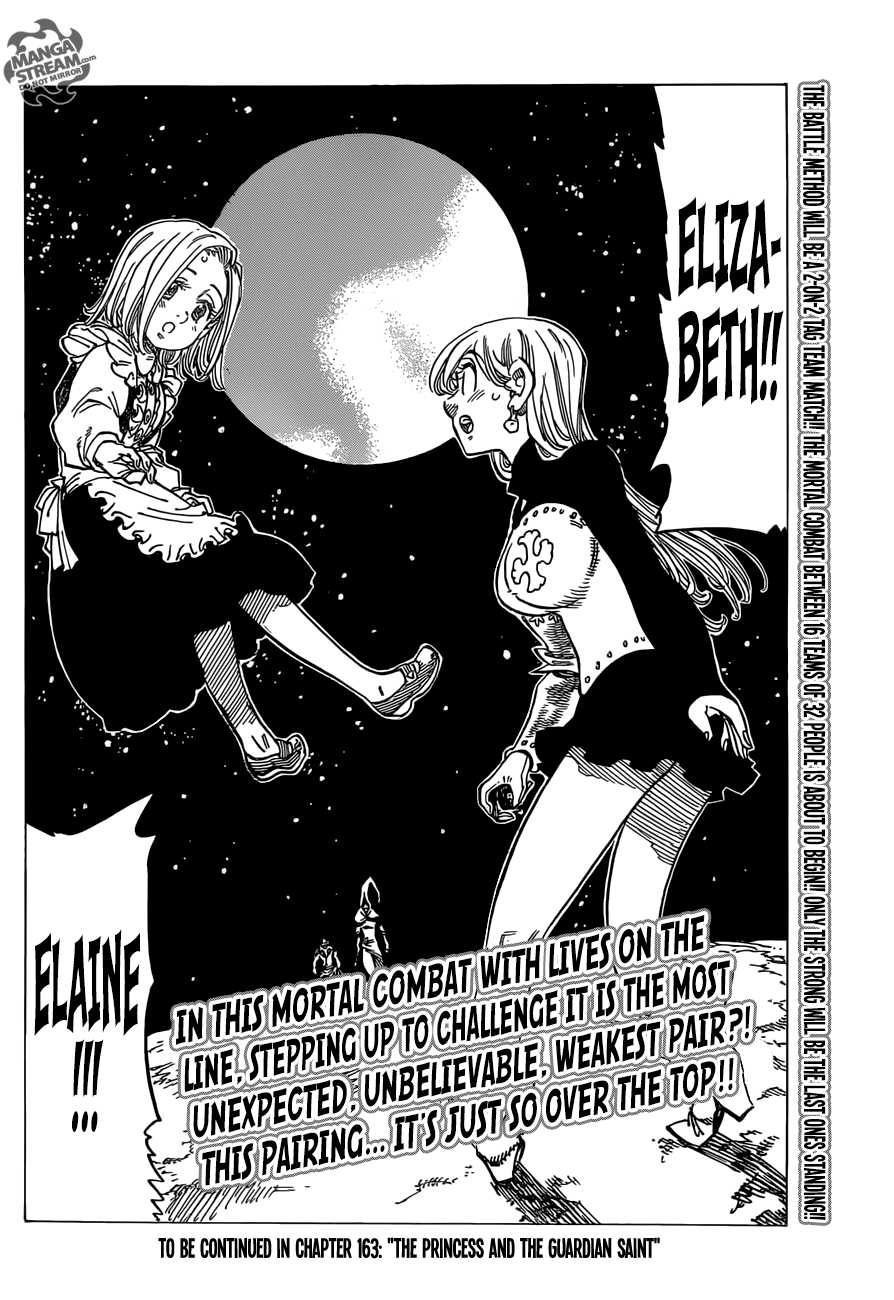 MANGA
STREAM.com
DO NOT MIRROR
THE BATTLE METHOD WILL BE A 2-ON-2 TAG TEAM MATCH!! THE MORTAL COMBAT BETWEEN 16 TEAMS OF 32 PEOPLE IS ABOUT TO BEGIN!! ONLY THE STRONG WILL BE THE LAST ONES STANDING!!
ELIZA-
BETH!!
ELAINE
!!!
...
IN THIS MORTAL COMBAT WITH LIVES ON THE
LINE, STEPPING UP TO CHALLENGE IT IS THE MOST
UNEXPECTED, UNBELIEVABLE, WEAKEST PAIR?!
THIS PAIRING... IT'S JUST SO OVER THE TOP!!
TO BE CONTINUED IN CHAPTER 163: "THE PRINCESS AND THE GUARDIAN SAINT"